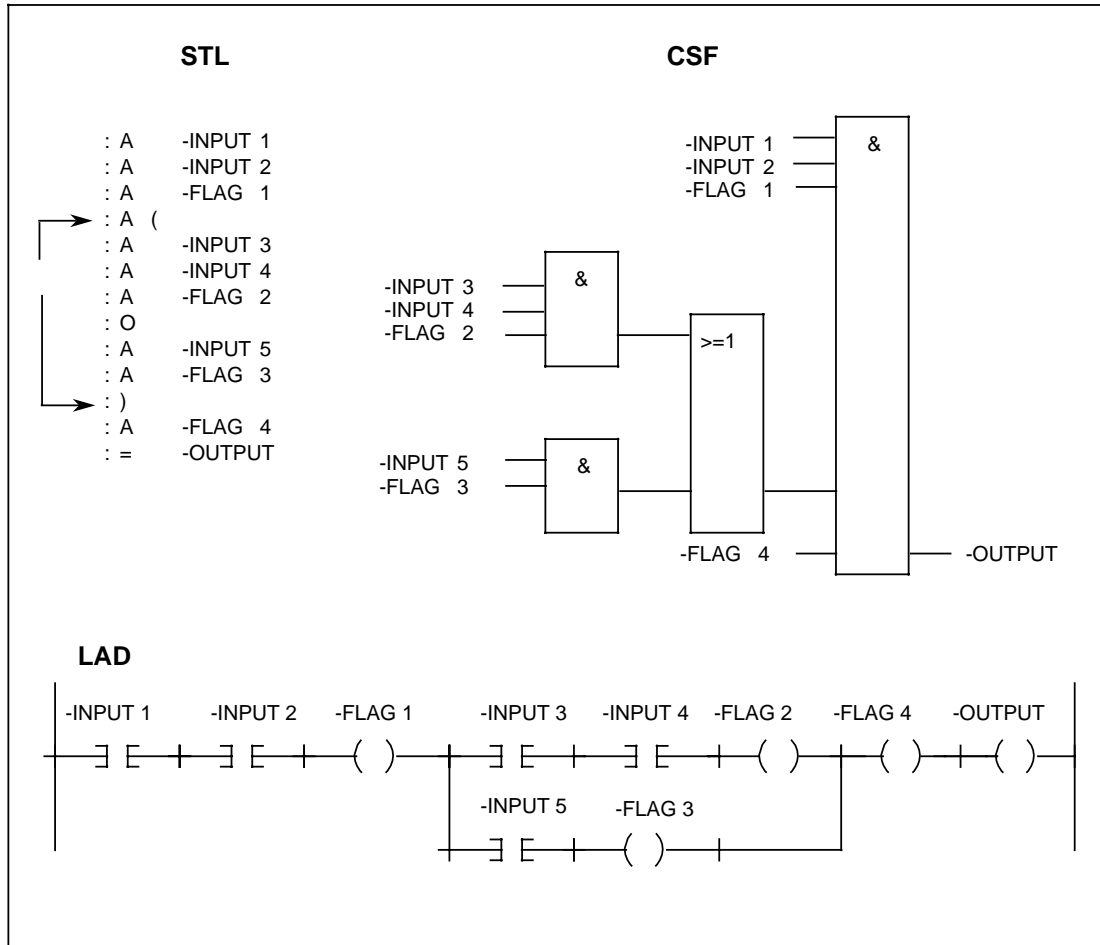 STL
: A -INPUT 1
: A -INPUT 2
: A -FLAG 1
: A (
: A -INPUT 3
: A -INPUT 4
: A -FLAG 2
: O
: A -INPUT 5
: A -FLAG 3
: )
: A -FLAG 4
: = -OUTPUT
CSF
-INPUT 1
-INPUT 2
-FLAG 1
&
-INPUT 3
-INPUT 4
-FLAG 2
&
>=1
-INPUT 5
-FLAG 3
&
-FLAG 4
-OUTPUT
LAD
-INPUT 1 -INPUT 2 -FLAG 1 -INPUT 3 -INPUT 4 -FLAG 2 -FLAG 4 -OUTPUT
-INPUT 5 -FLAG 3